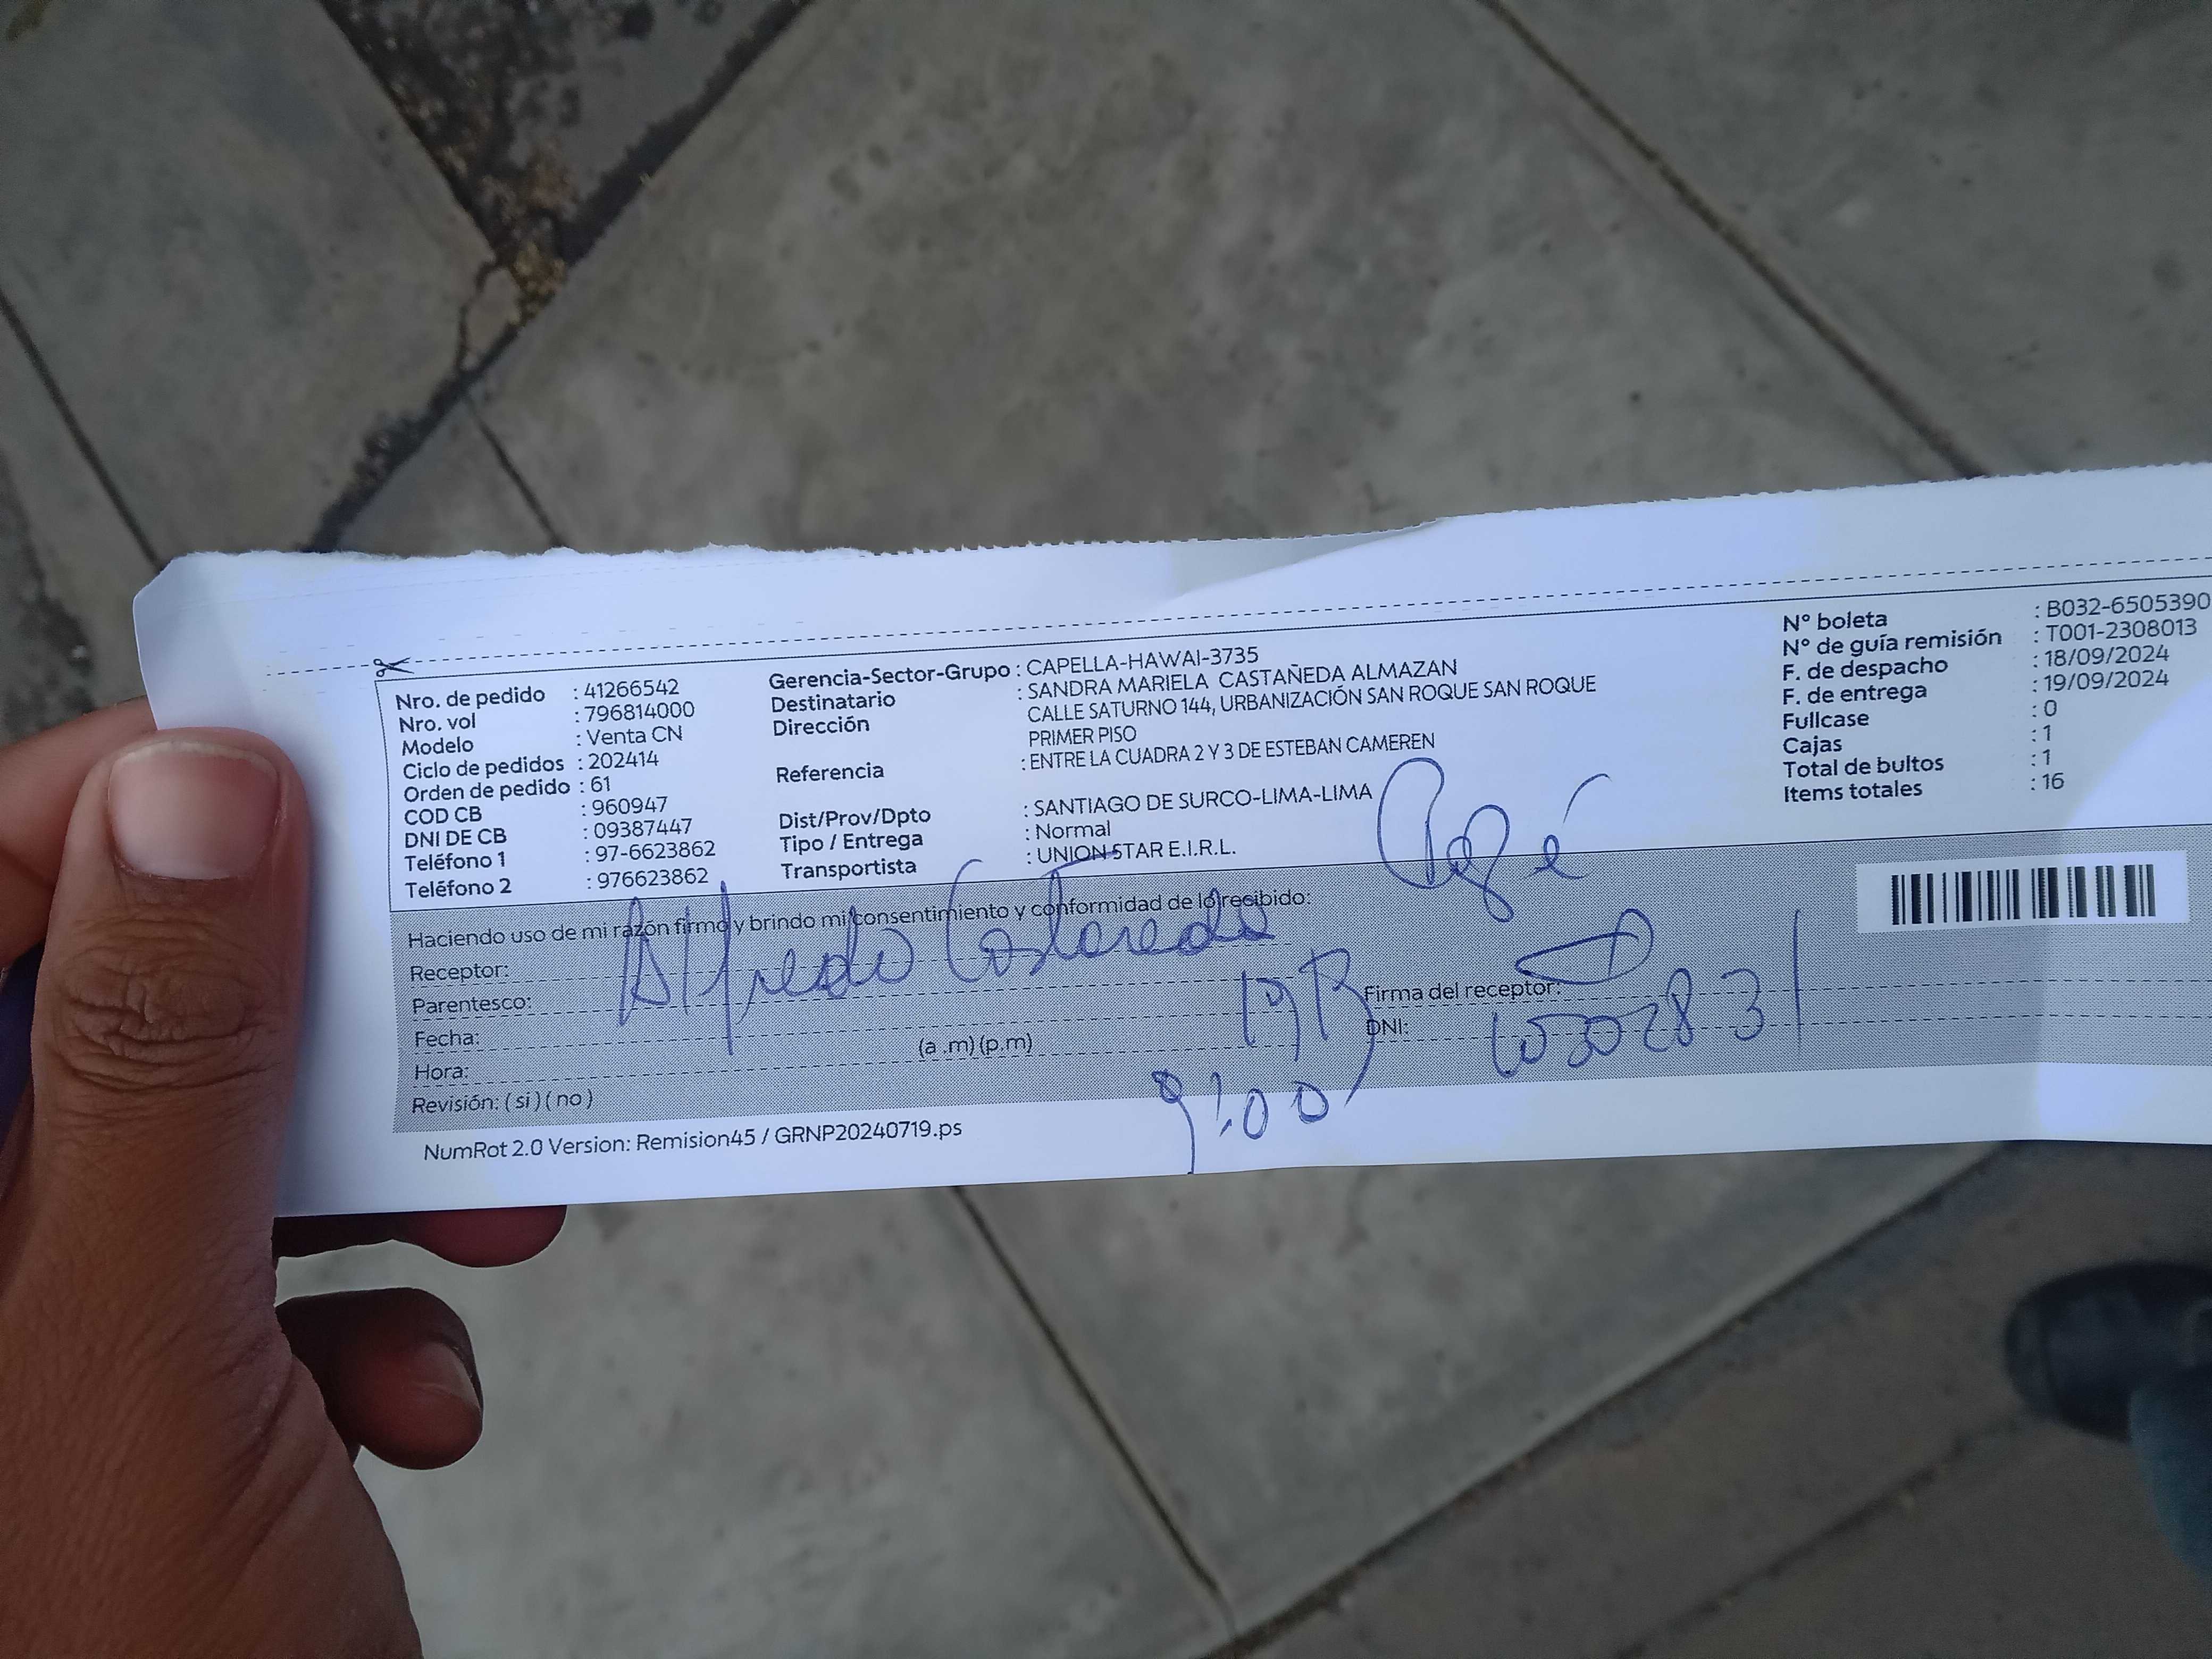 Nro. de pedido : 41266542
Nro. vol : 796814000
Modelo : Venta CN
Ciclo de pedidos : 202414
Orden de pedido : 61
COD CB : 960947
DNI DE CB : 09387447
Teléfono 1 : 97-6623862
Teléfono 2 : 976623862
Gerencia-Sector-Grupo : CAPELLA-HAWAI-3735
Destinatario : SANDRA MARIELA CASTAÑEDA ALMAZAN
Dirección CALLE SATURNO 144, URBANIZACIÓN SAN ROQUE SAN ROQUE
PRIMER PISO
Referencia : ENTRE LA CUADRA 2 Y 3 DE ESTEBAN CAMEREN
Dist/Prov/Dpto : SANTIAGO DE SURCO-LIMA-LIMA
Tipo / Entrega : Normal
Transportista : UNION STAR E.I.R.L.
N° boleta : B032-6505390
N° de guía remisión : T001-2308013
F. de despacho : 18/09/2024
F. de entrega : 19/09/2024
Fullcase : 0
Cajas : 1
Total de bultos : 1
Items totales : 16
Haciendo uso de mi razón firmo y brindo mi consentimiento y conformidad de lo recibido:
Receptor: Alfredo
Parentesco:
Fecha:
Hora: (a .m) (p.m)
9:00
Revisión: ( si ) ( no )
Firma del receptor:
DNI:
NumRot 2.0 Version: Remision45 / GRNP20240719.ps